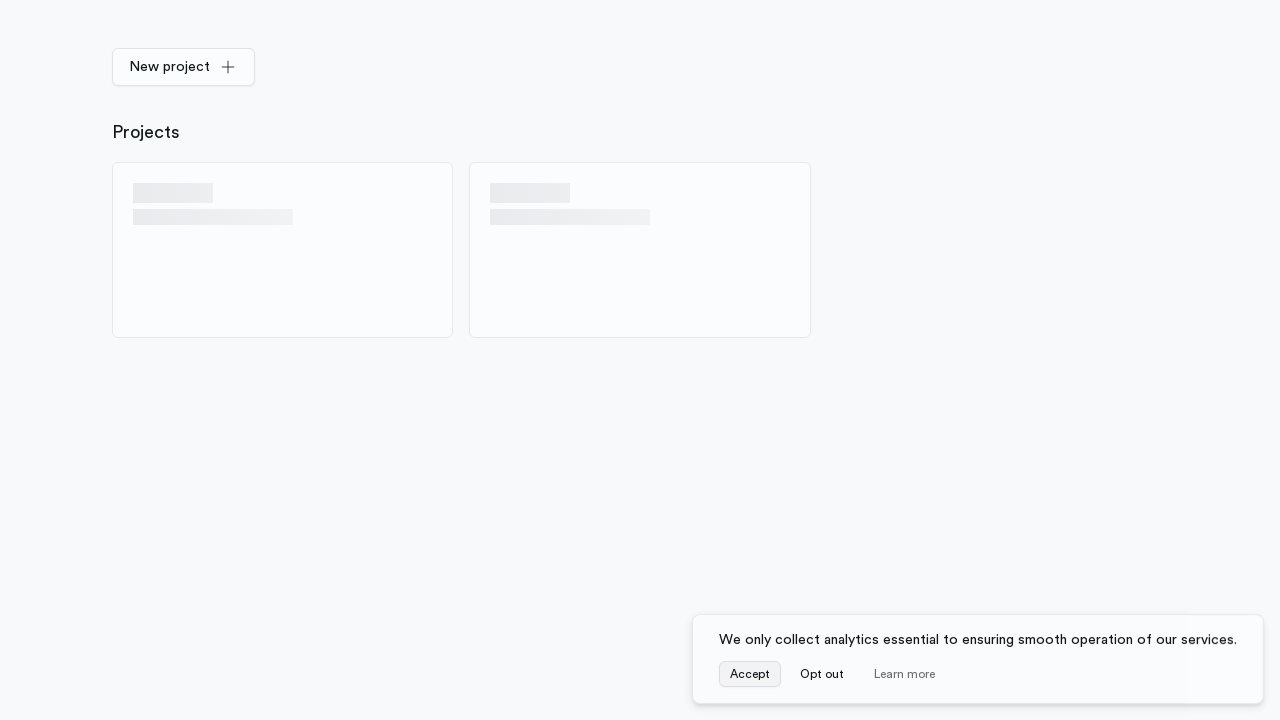 New project
Projects
We only collect analytics essential to ensuring smooth operation of our services.
Accept
Opt out
Learn more